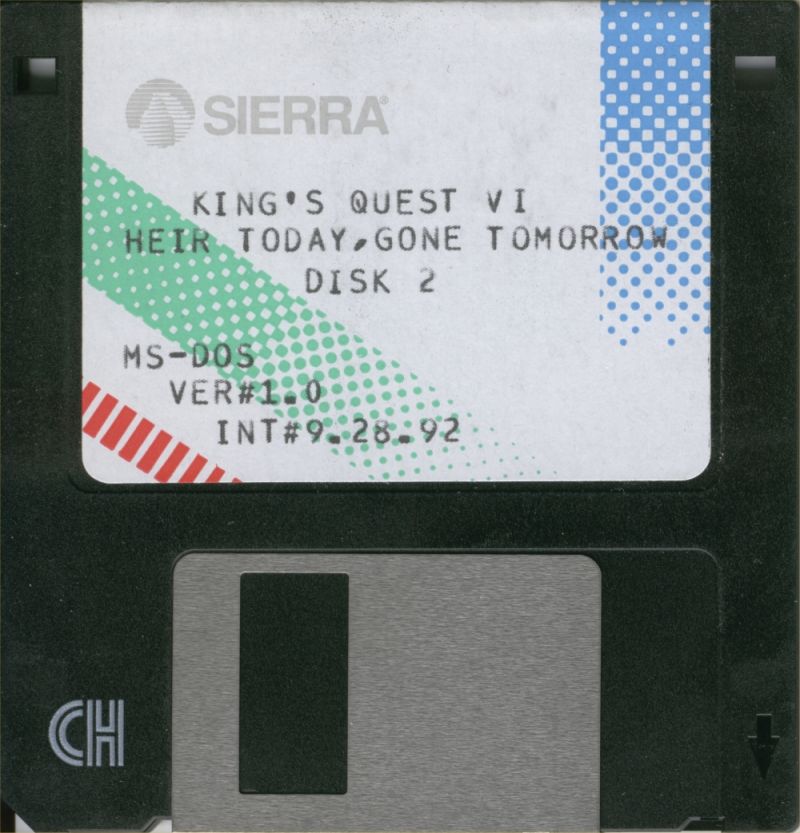 SIERRA®
KING'S QUEST VI
HEIR TODAY,GONE TOMORROW
DISK 2
MS-DOS
VER#1.0
INT#9.28.92
CH